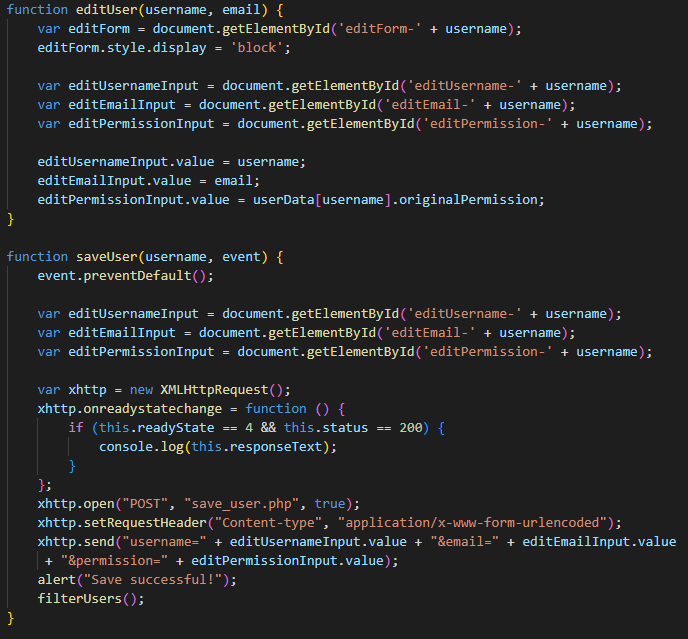 function editUser(username, email) {
    var editForm = document.getElementById('editForm-' + username);
    editForm.style.display = 'block';

    var editUsernameInput = document.getElementById('editUsername-' + username);
    var editEmailInput = document.getElementById('editEmail-' + username);
    var editPermissionInput = document.getElementById('editPermission-' + username);

    editUsernameInput.value = username;
    editEmailInput.value = email;
    editPermissionInput.value = userData[username].originalPermission;
}

function saveUser(username, event) {
    event.preventDefault();

    var editUsernameInput = document.getElementById('editUsername-' + username);
    var editEmailInput = document.getElementById('editEmail-' + username);
    var editPermissionInput = document.getElementById('editPermission-' + username);

    var xhttp = new XMLHttpRequest();
    xhttp.onreadystatechange = function () {
        if (this.readyState == 4 && this.status == 200) {
            console.log(this.responseText);
        }
    };
    xhttp.open("POST", "save_user.php", true);
    xhttp.setRequestHeader("Content-type", "application/x-www-form-urlencoded");
    xhttp.send("username=" + editUsernameInput.value + "&email=" + editEmailInput.value
     + "&permission=" + editPermissionInput.value);
    alert("Save successful!");
    filterUsers();
}